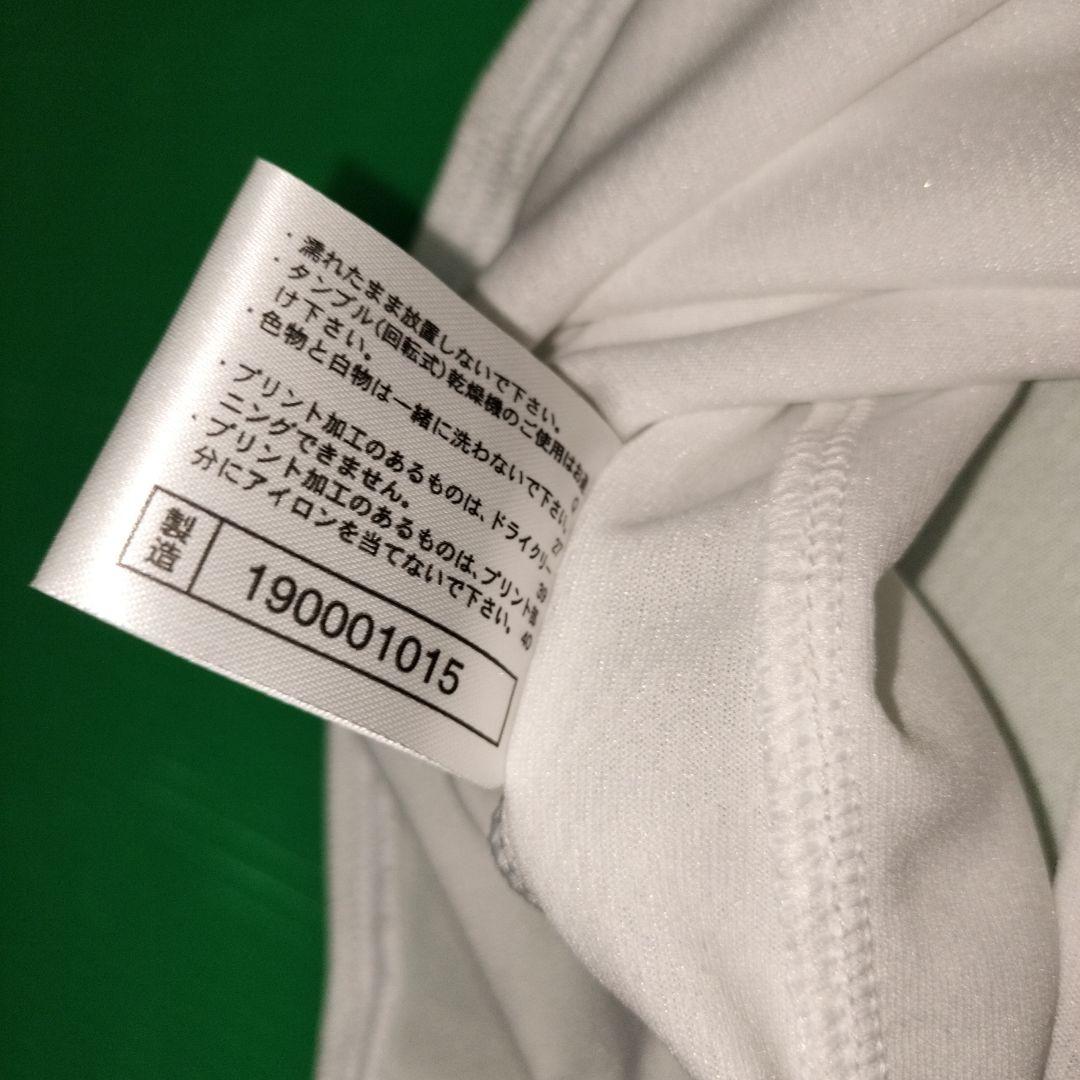 ・濡れたまま放置しないで下さい。
・タンブル(回転式)乾燥機のご使用はお
け下さい。
・色物と白物は一緒に洗わないで下さい。
・プリント加工のあるものは、ドライクリー
ニングできません。
・プリント加工のあるものは、プリント部
分にアイロンを当てないで下さい。
製造
190001015
27
39
40